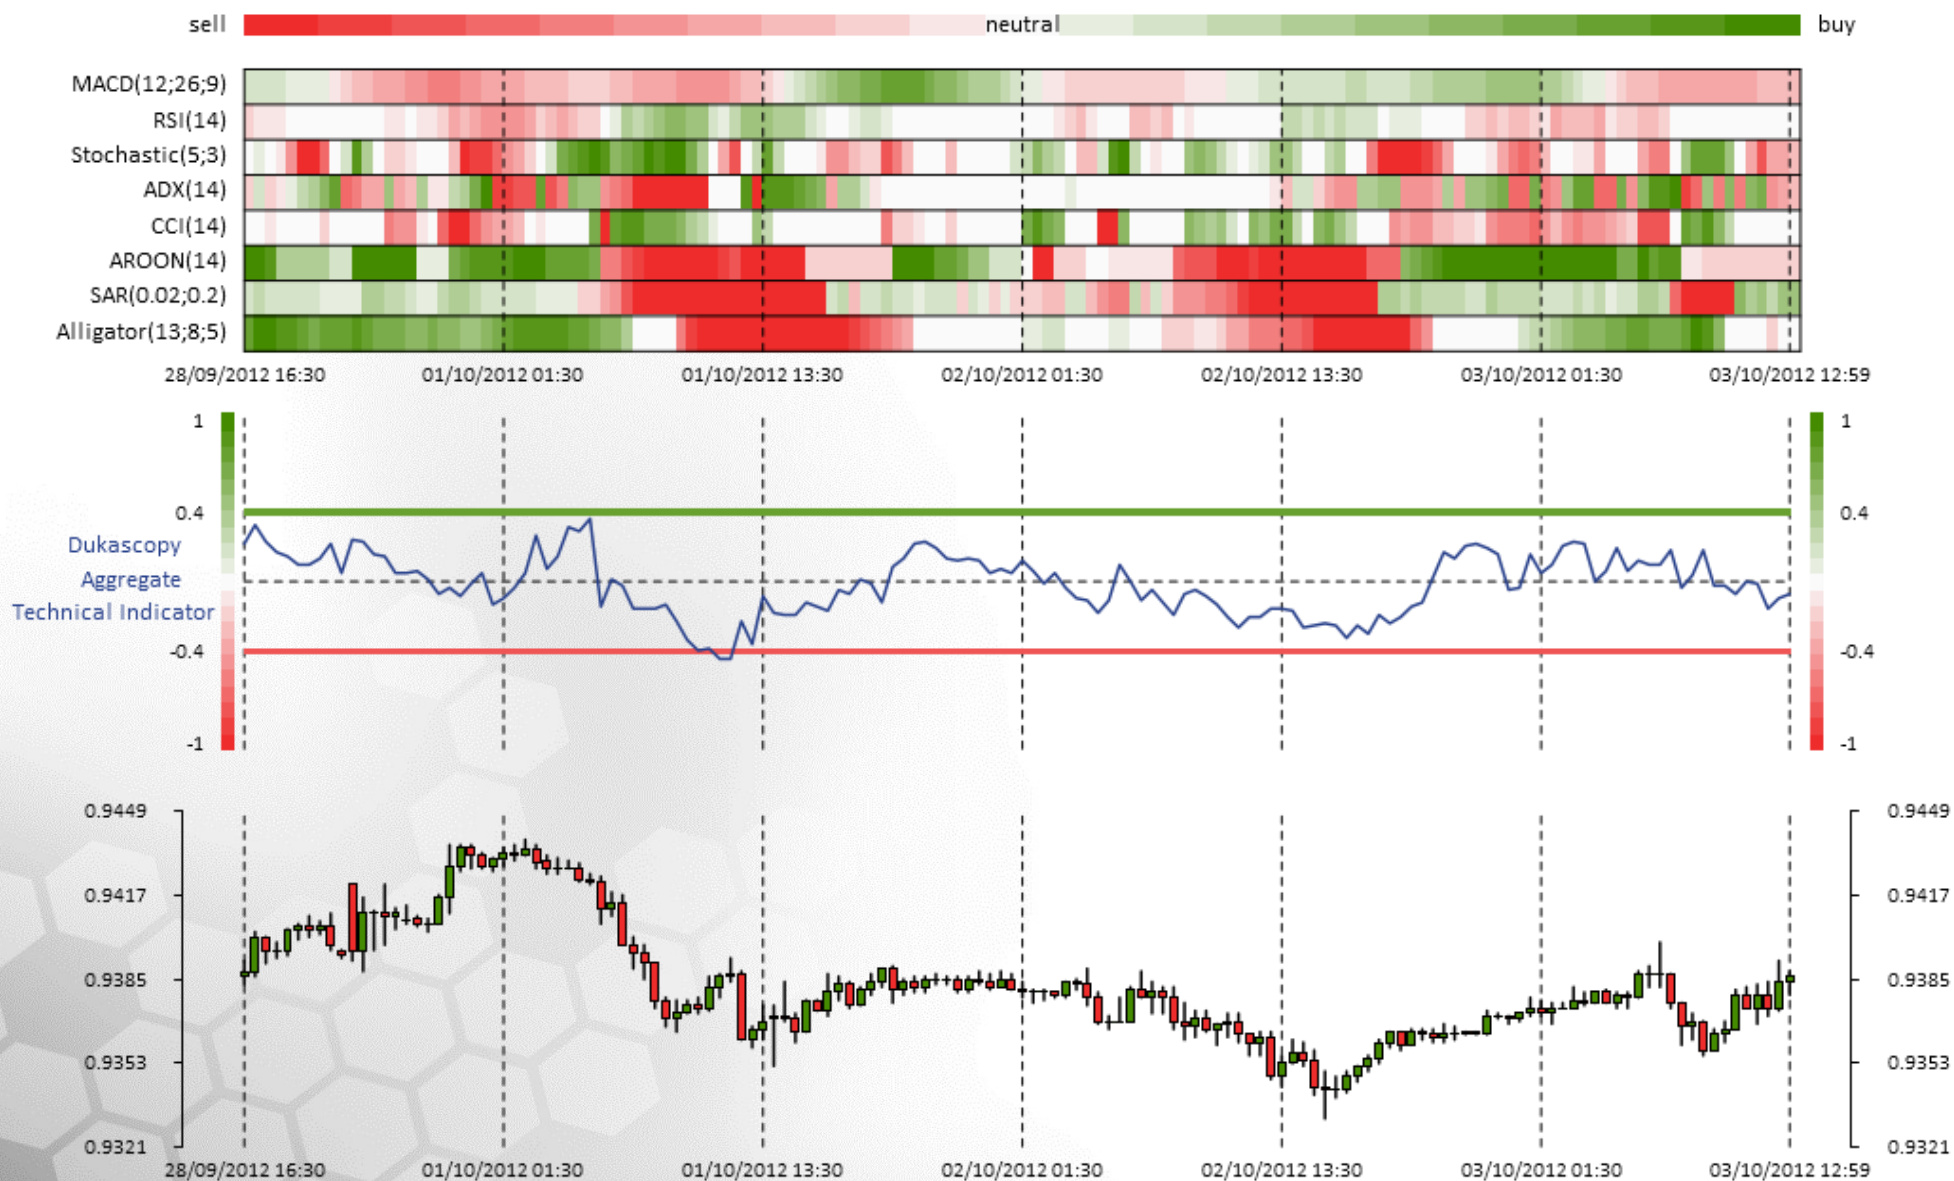 sell neutral buy
MACD(12;26;9)
RSI(14)
Stochastic(5;3)
ADX(14)
CCI(14)
AROON(14)
SAR(0.02;0.2)
Alligator(13;8;5)
28/09/2012 16:30 01/10/2012 01:30 01/10/2012 13:30 02/10/2012 01:30 02/10/2012 13:30 03/10/2012 01:30 03/10/2012 12:59
1 1
0.4 0.4
Dukascopy
Aggregate
Technical Indicator
-0.4 -0.4
-1 -1
0.9449 0.9449
0.9417 0.9417
0.9385 0.9385
0.9353 0.9353
0.9321 0.9321
28/09/2012 16:30 01/10/2012 01:30 01/10/2012 13:30 02/10/2012 01:30 02/10/2012 13:30 03/10/2012 01:30 03/10/2012 12:59